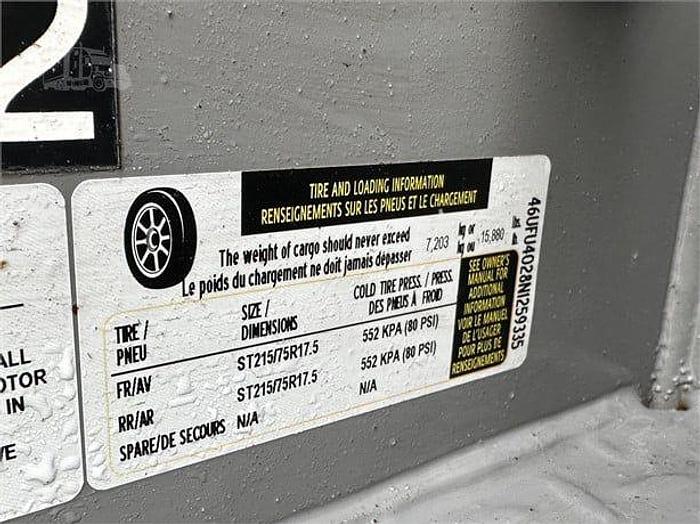 2
TIRE AND LOADING INFORMATION
RENSEIGNEMENTS SUR LES PNEUS ET LE CHARGEMENT
The weight of cargo should never exceed
Le poids du chargement ne doit jamais dépasser
7,203 kg or 15,880
kg ou
TIRE / PNEU
SIZE / DIMENSIONS
COLD TIRE PRESS. / PRESS. DES PNEUS À FROID
FR/AV ST215/75R17.5 552 KPA (80 PSI)
RR/AR ST215/75R17.5 552 KPA (80 PSI)
SPARE/DE SECOURS N/A N/A
SEE OWNER'S
MANUAL FOR
ADDITIONAL
INFORMATION
VOIR LE MANUEL
DE L'USAGER
POUR PLUS DE
RENSEIGNEMENTS
46UFU4028N1259335
ALL
OTOR
IN